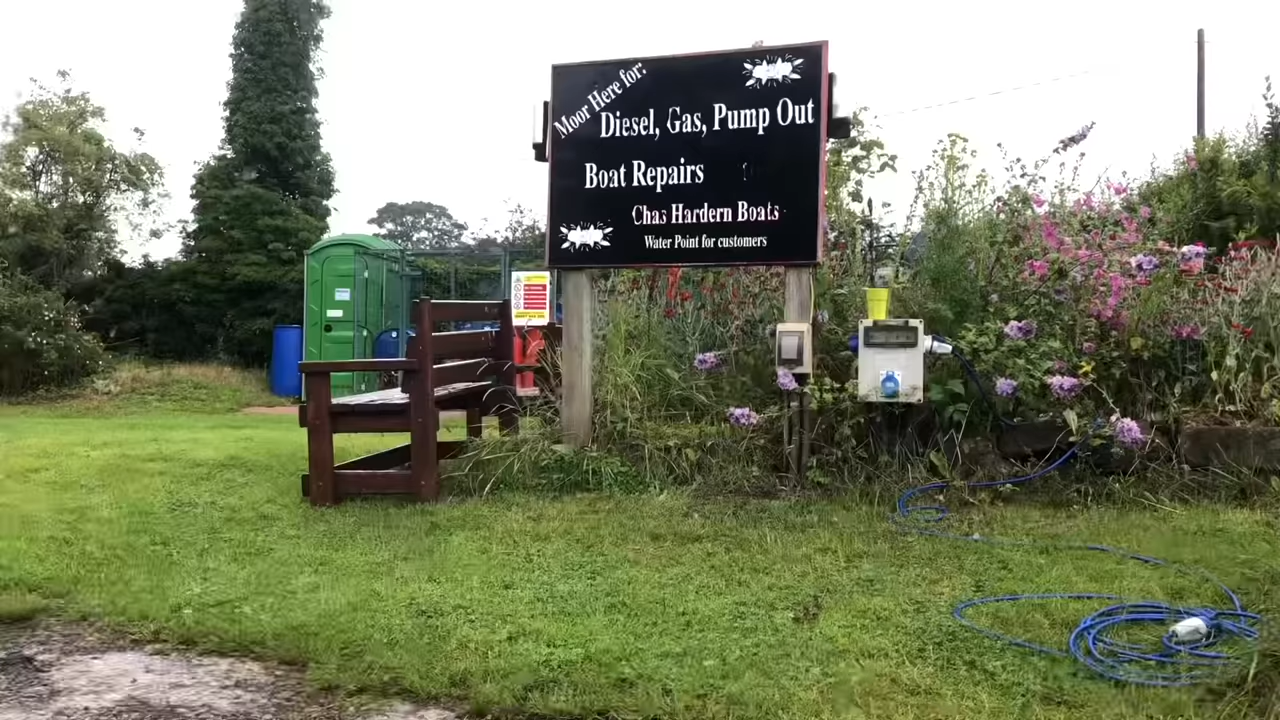 Moor Here for:
Diesel, Gas, Pump Out
Boat Repairs
Chas Hardern Boats
Water Point for customers